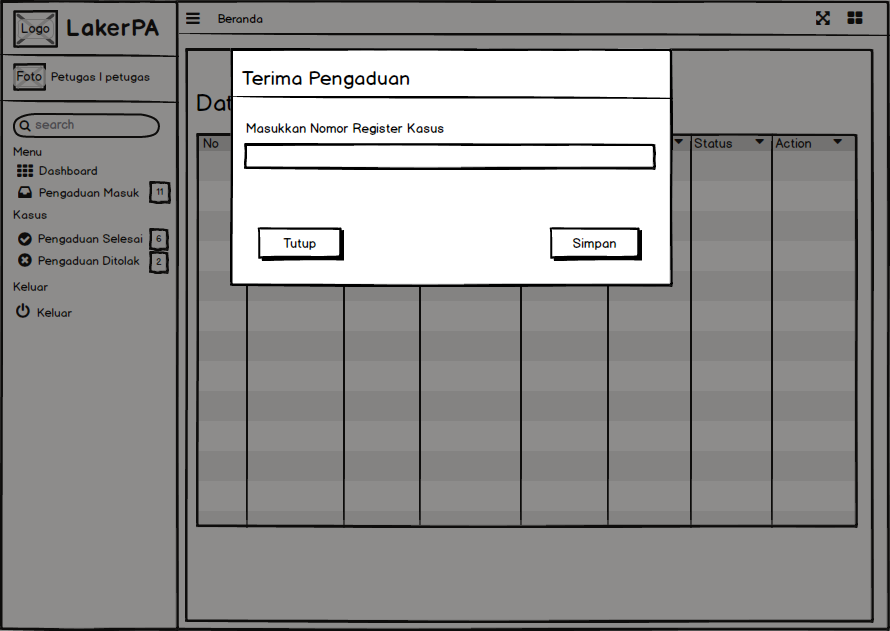 Logo
LakerPA
Foto
Petugas | petugas
search
Menu
Dashboard
Pengaduan Masuk 11
Kasus
Pengaduan Selesai 6
Pengaduan Ditolak 2
Keluar
Keluar
Beranda
Dat
Terima Pengaduan
Masukkan Nomor Register Kasus
Tutup Simpan
No Status Action